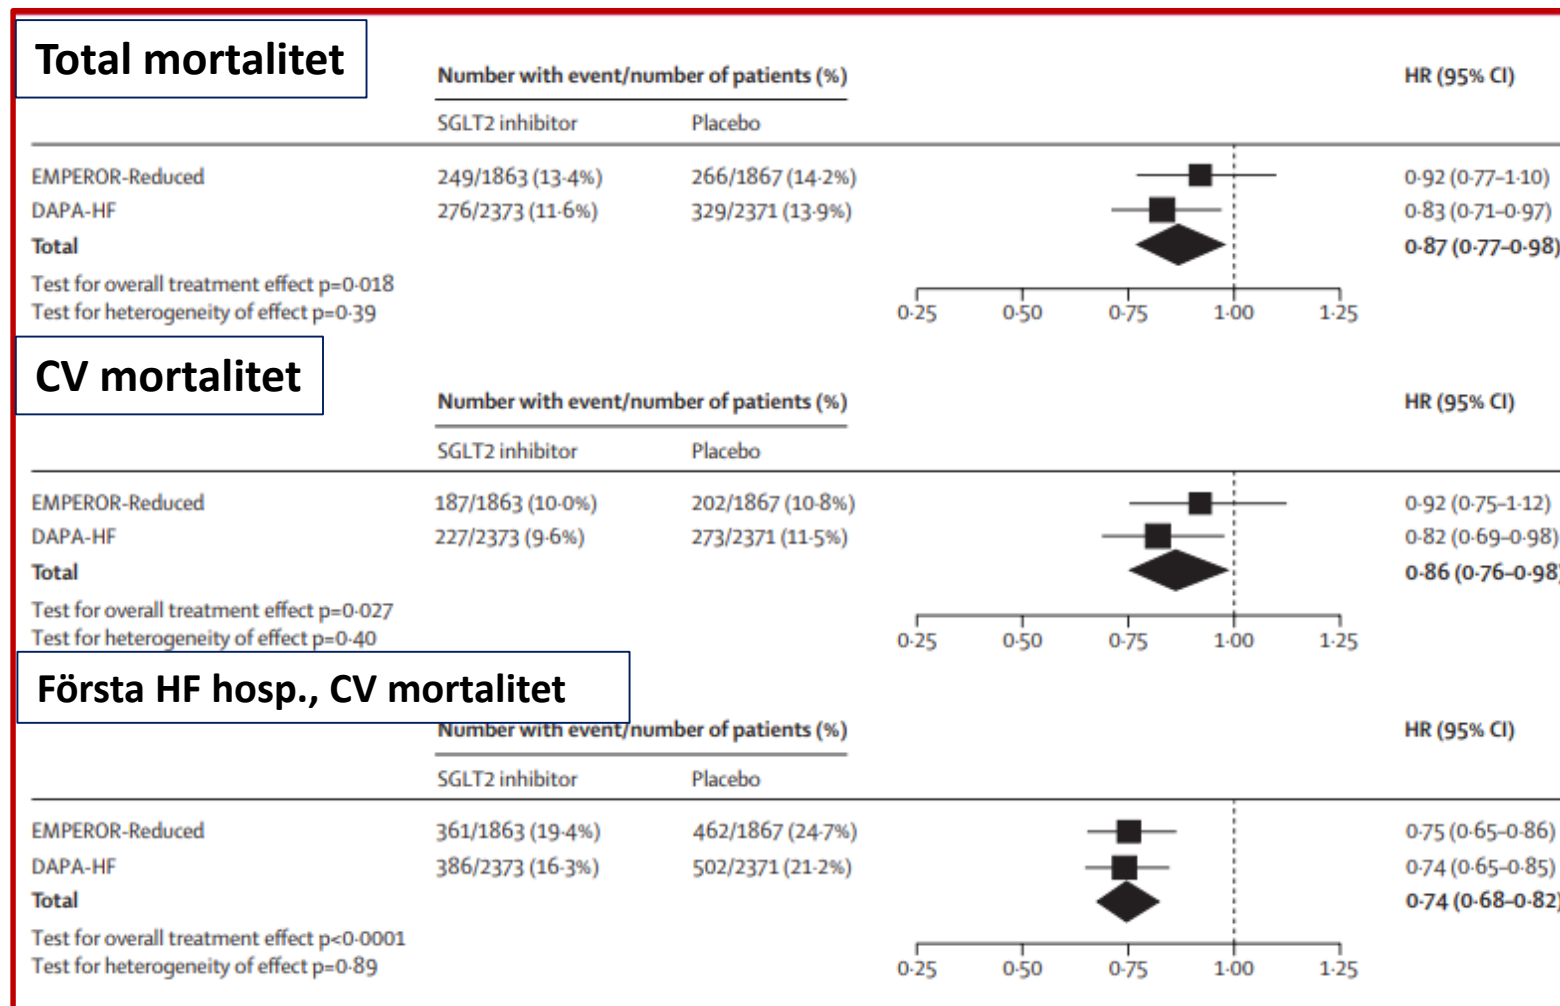 Total mortalitet
Number with event/number of patients (%) HR (95% CI)
SGLT2 inhibitor Placebo
EMPEROR-Reduced 249/1863 (13·4%) 266/1867 (14·2%) 0·92 (0·77–1·10)
DAPA-HF 276/2373 (11·6%) 329/2371 (13·9%) 0·83 (0·71–0·97)
Total 0·87 (0·77–0·98)
Test for overall treatment effect p=0·018
Test for heterogeneity of effect p=0·39
0·25 0·50 0·75 1·00 1·25
CV mortalitet
Number with event/number of patients (%) HR (95% CI)
SGLT2 inhibitor Placebo
EMPEROR-Reduced 187/1863 (10·0%) 202/1867 (10·8%) 0·92 (0·75–1·12)
DAPA-HF 227/2373 (9·6%) 273/2371 (11·5%) 0·82 (0·69–0·98)
Total 0·86 (0·76–0·98)
Test for overall treatment effect p=0·027
Test for heterogeneity of effect p=0·40
0·25 0·50 0·75 1·00 1·25
Första HF hosp., CV mortalitet
Number with event/number of patients (%) HR (95% CI)
SGLT2 inhibitor Placebo
EMPEROR-Reduced 361/1863 (19·4%) 462/1867 (24·7%) 0·75 (0·65–0·86)
DAPA-HF 386/2373 (16·3%) 502/2371 (21·2%) 0·74 (0·65–0·85)
Total 0·74 (0·68–0·82)
Test for overall treatment effect p<0·0001
Test for heterogeneity of effect p=0·89
0·25 0·50 0·75 1·00 1·25